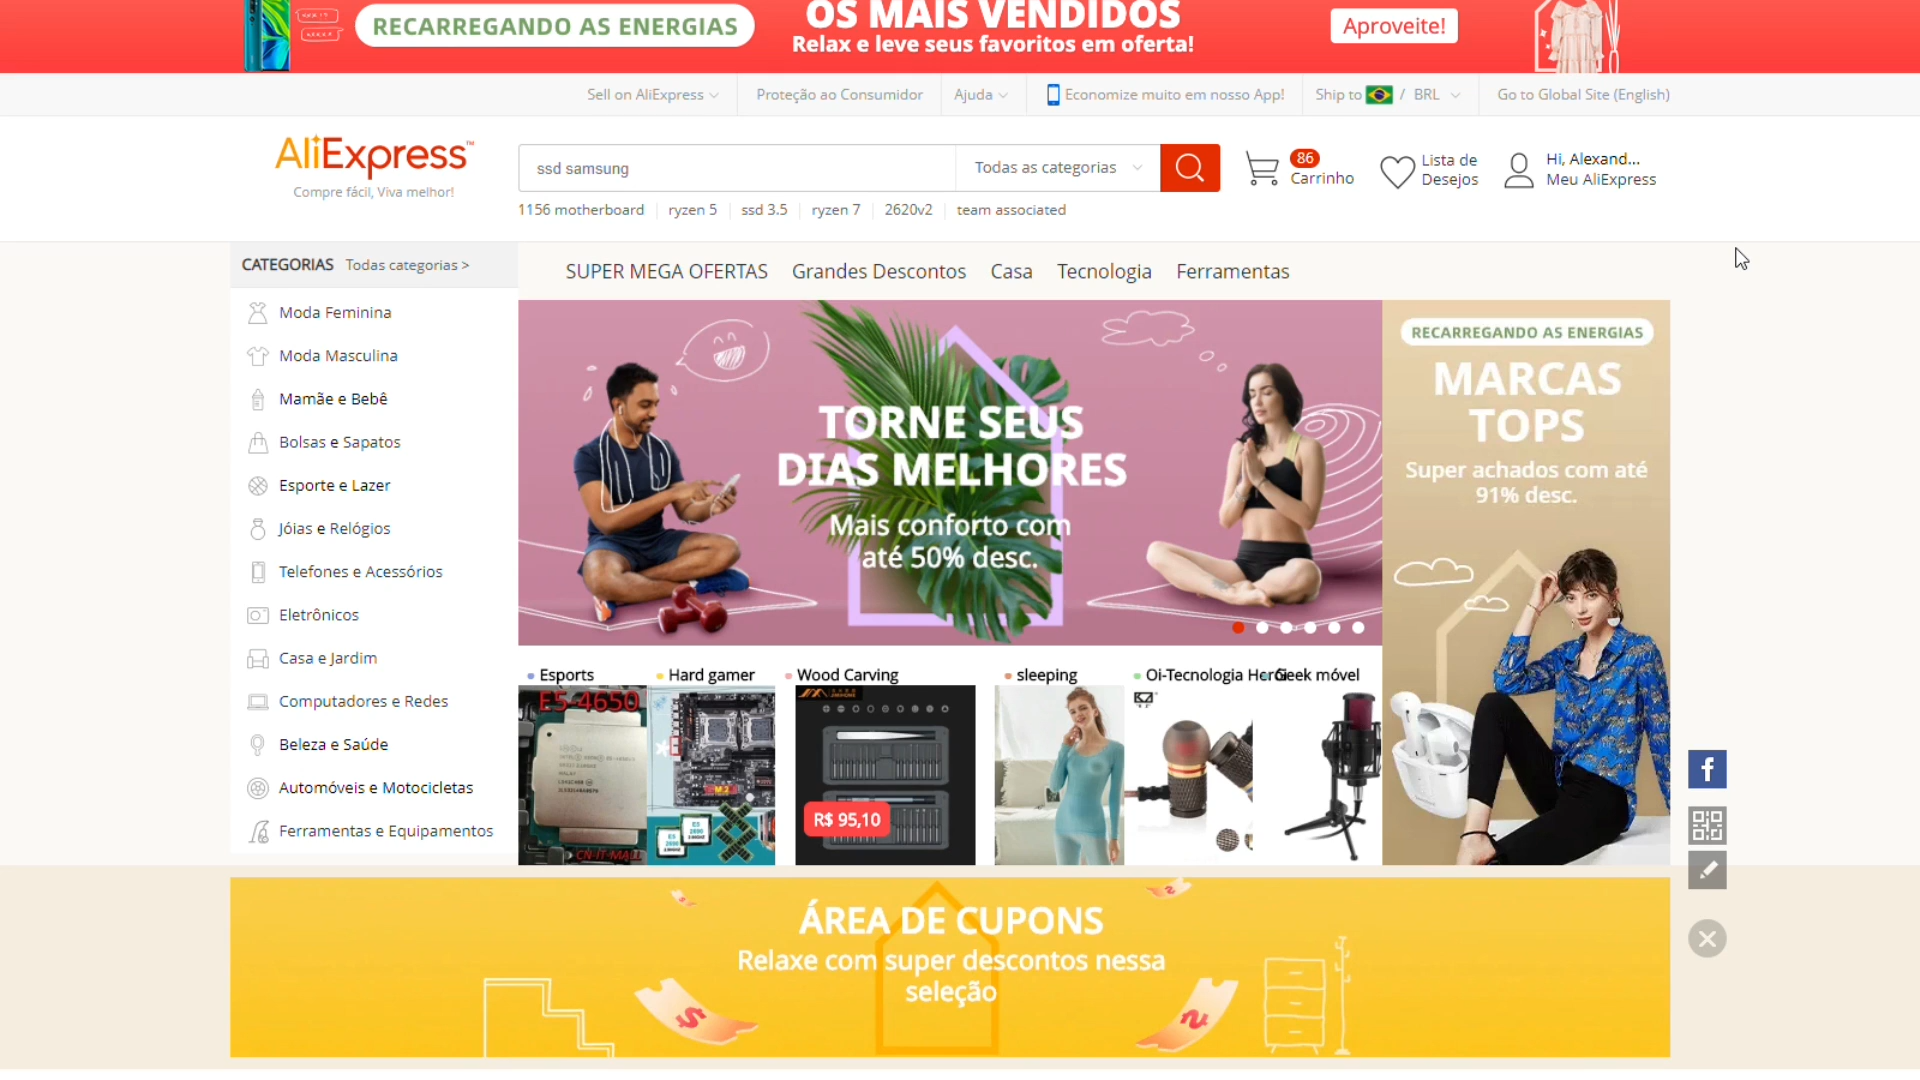 RECARREGANDO AS ENERGIAS
OS MAIS VENDIDOS
Relax e leve seus favoritos em oferta!
Aproveite!
Sell on AliExpress
Proteção ao Consumidor
Ajuda
Economize muito em nosso App!
Ship to / BRL
Go to Global Site (English)
AliExpress™
Compre fácil, Viva melhor!
ssd samsung
Todas as categorias
86
Carrinho
Lista de
Desejos
Hi, Alexand...
Meu AliExpress
1156 motherboard
ryzen 5
ssd 3.5
ryzen 7
2620v2
team associated
CATEGORIAS
Todas categorias >
SUPER MEGA OFERTAS
Grandes Descontos
Casa
Tecnologia
Ferramentas
Moda Feminina
Moda Masculina
Mamãe e Bebê
Bolsas e Sapatos
Esporte e Lazer
Jóias e Relógios
Telefones e Acessórios
Eletrônicos
Casa e Jardim
Computadores e Redes
Beleza e Saúde
Automóveis e Motocicletas
Ferramentas e Equipamentos
TORNE SEUS
DIAS MELHORES
Mais conforto com
até 50% desc.
RECARREGANDO AS ENERGIAS
MARCAS
TOPS
Super achados com até
91% desc.
Esports
Hard gamer
Wood Carving
sleeping
Oi-Tecnologia
Geek móvel
E5-4650
CN-IT-MALL
M.2
R$ 95,10
ÁREA DE CUPONS
Relaxe com super descontos nessa
seleção